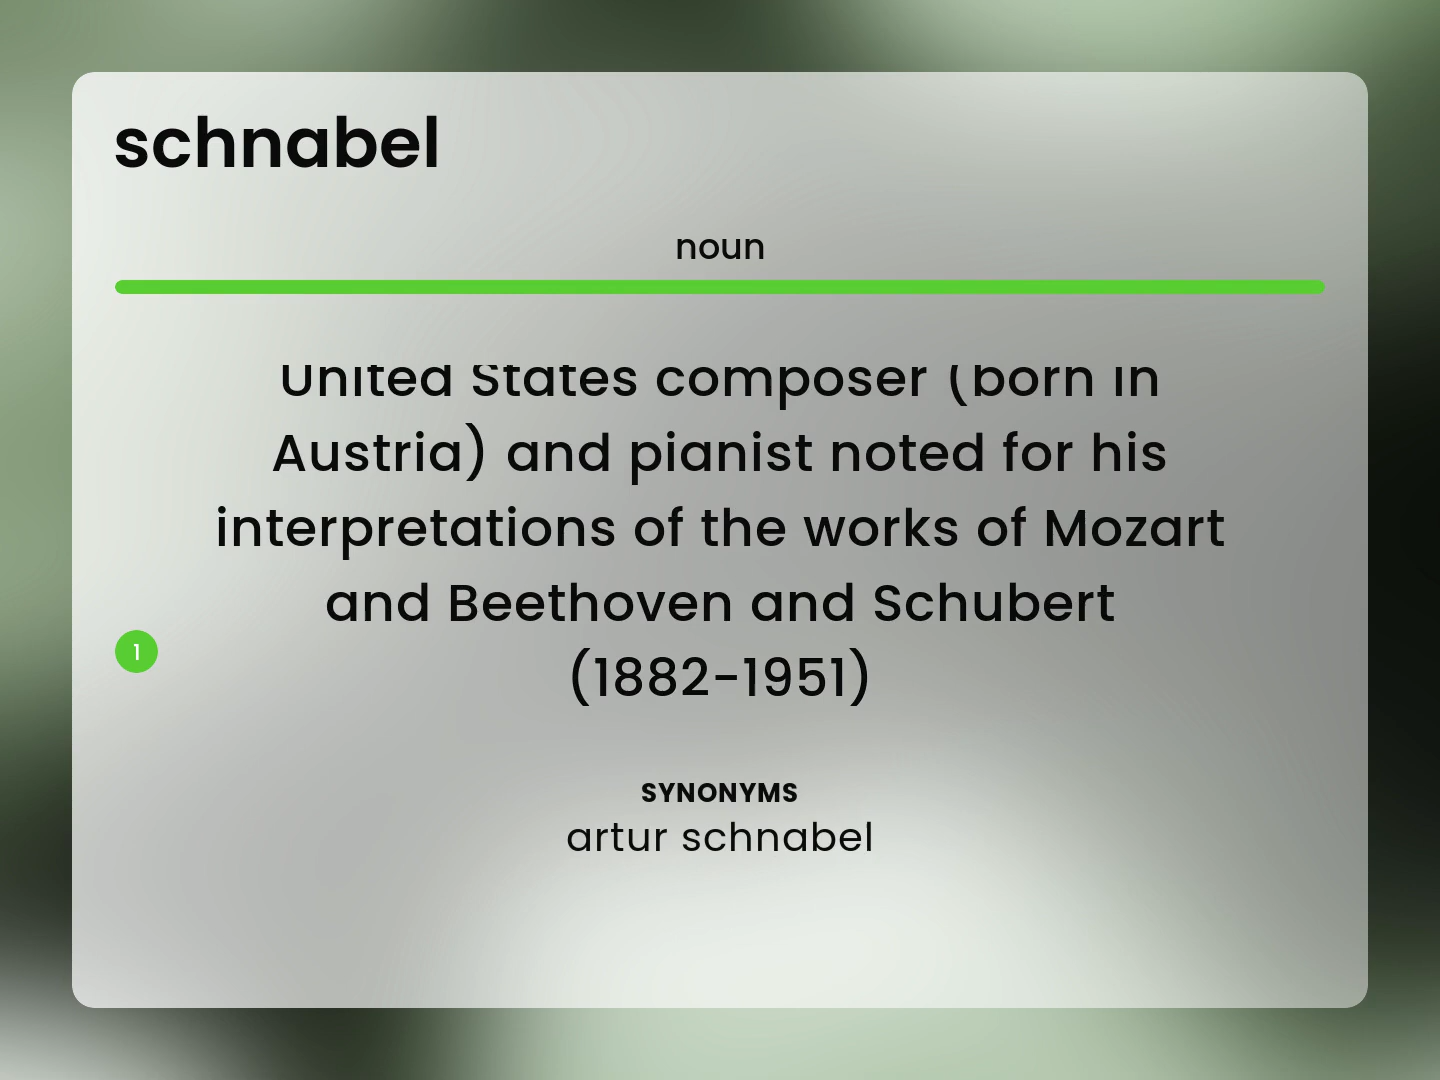 schnabel
noun
United States composer (born in
Austria) and pianist noted for his
interpretations of the works of Mozart
and Beethoven and Schubert
1
(1882-1951)
SYNONYMS
artur schnabel